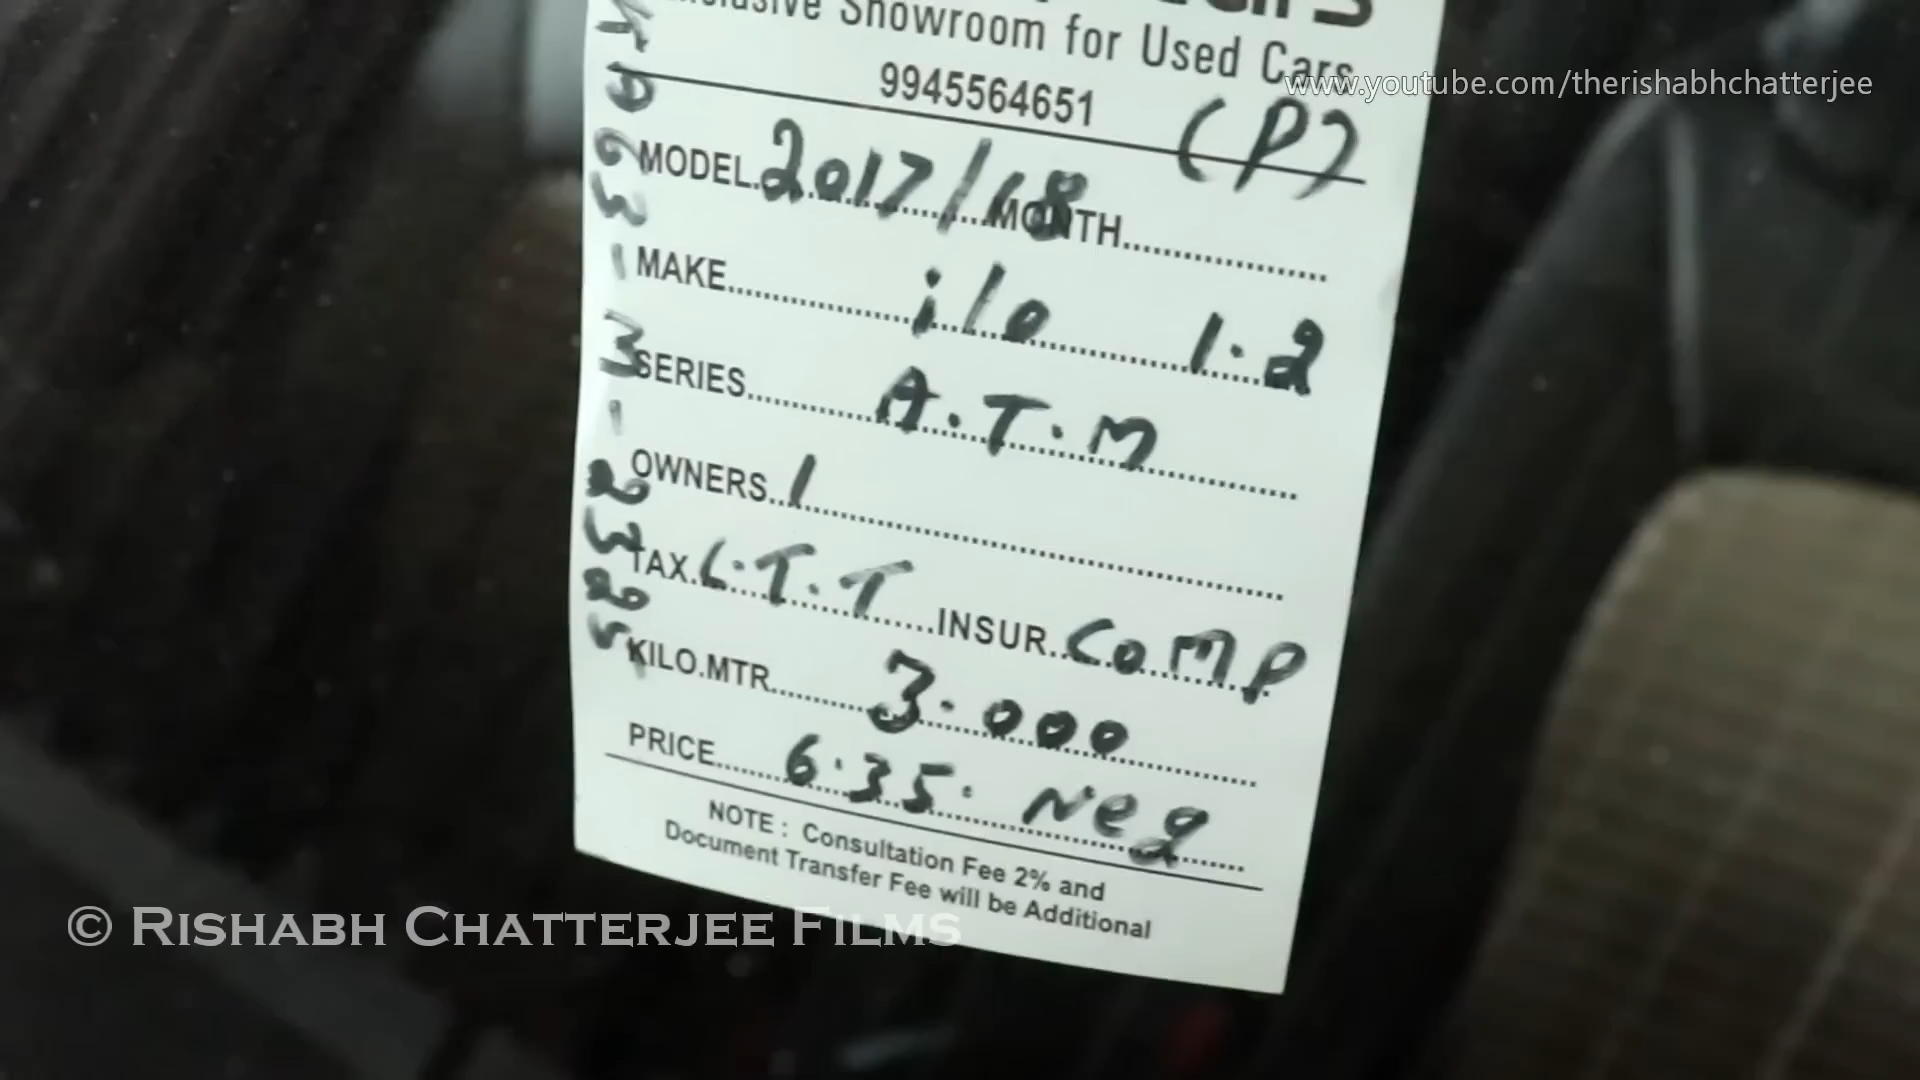 Showroom for Used Cars
www.youtube.com/therishabhchatterjee
9945564651
(P)
MODEL. 2017/18 MONTH
MAKE i10 1.2
SERIES A.T.M
OWNERS 1
TAX. L.T.T INSUR. COMP
KILO.MTR 3.000
PRICE 6.35. Neg
NOTE : Consultation Fee 2% and
Document Transfer Fee will be Additional
© RISHABH CHATTERJEE FILMS